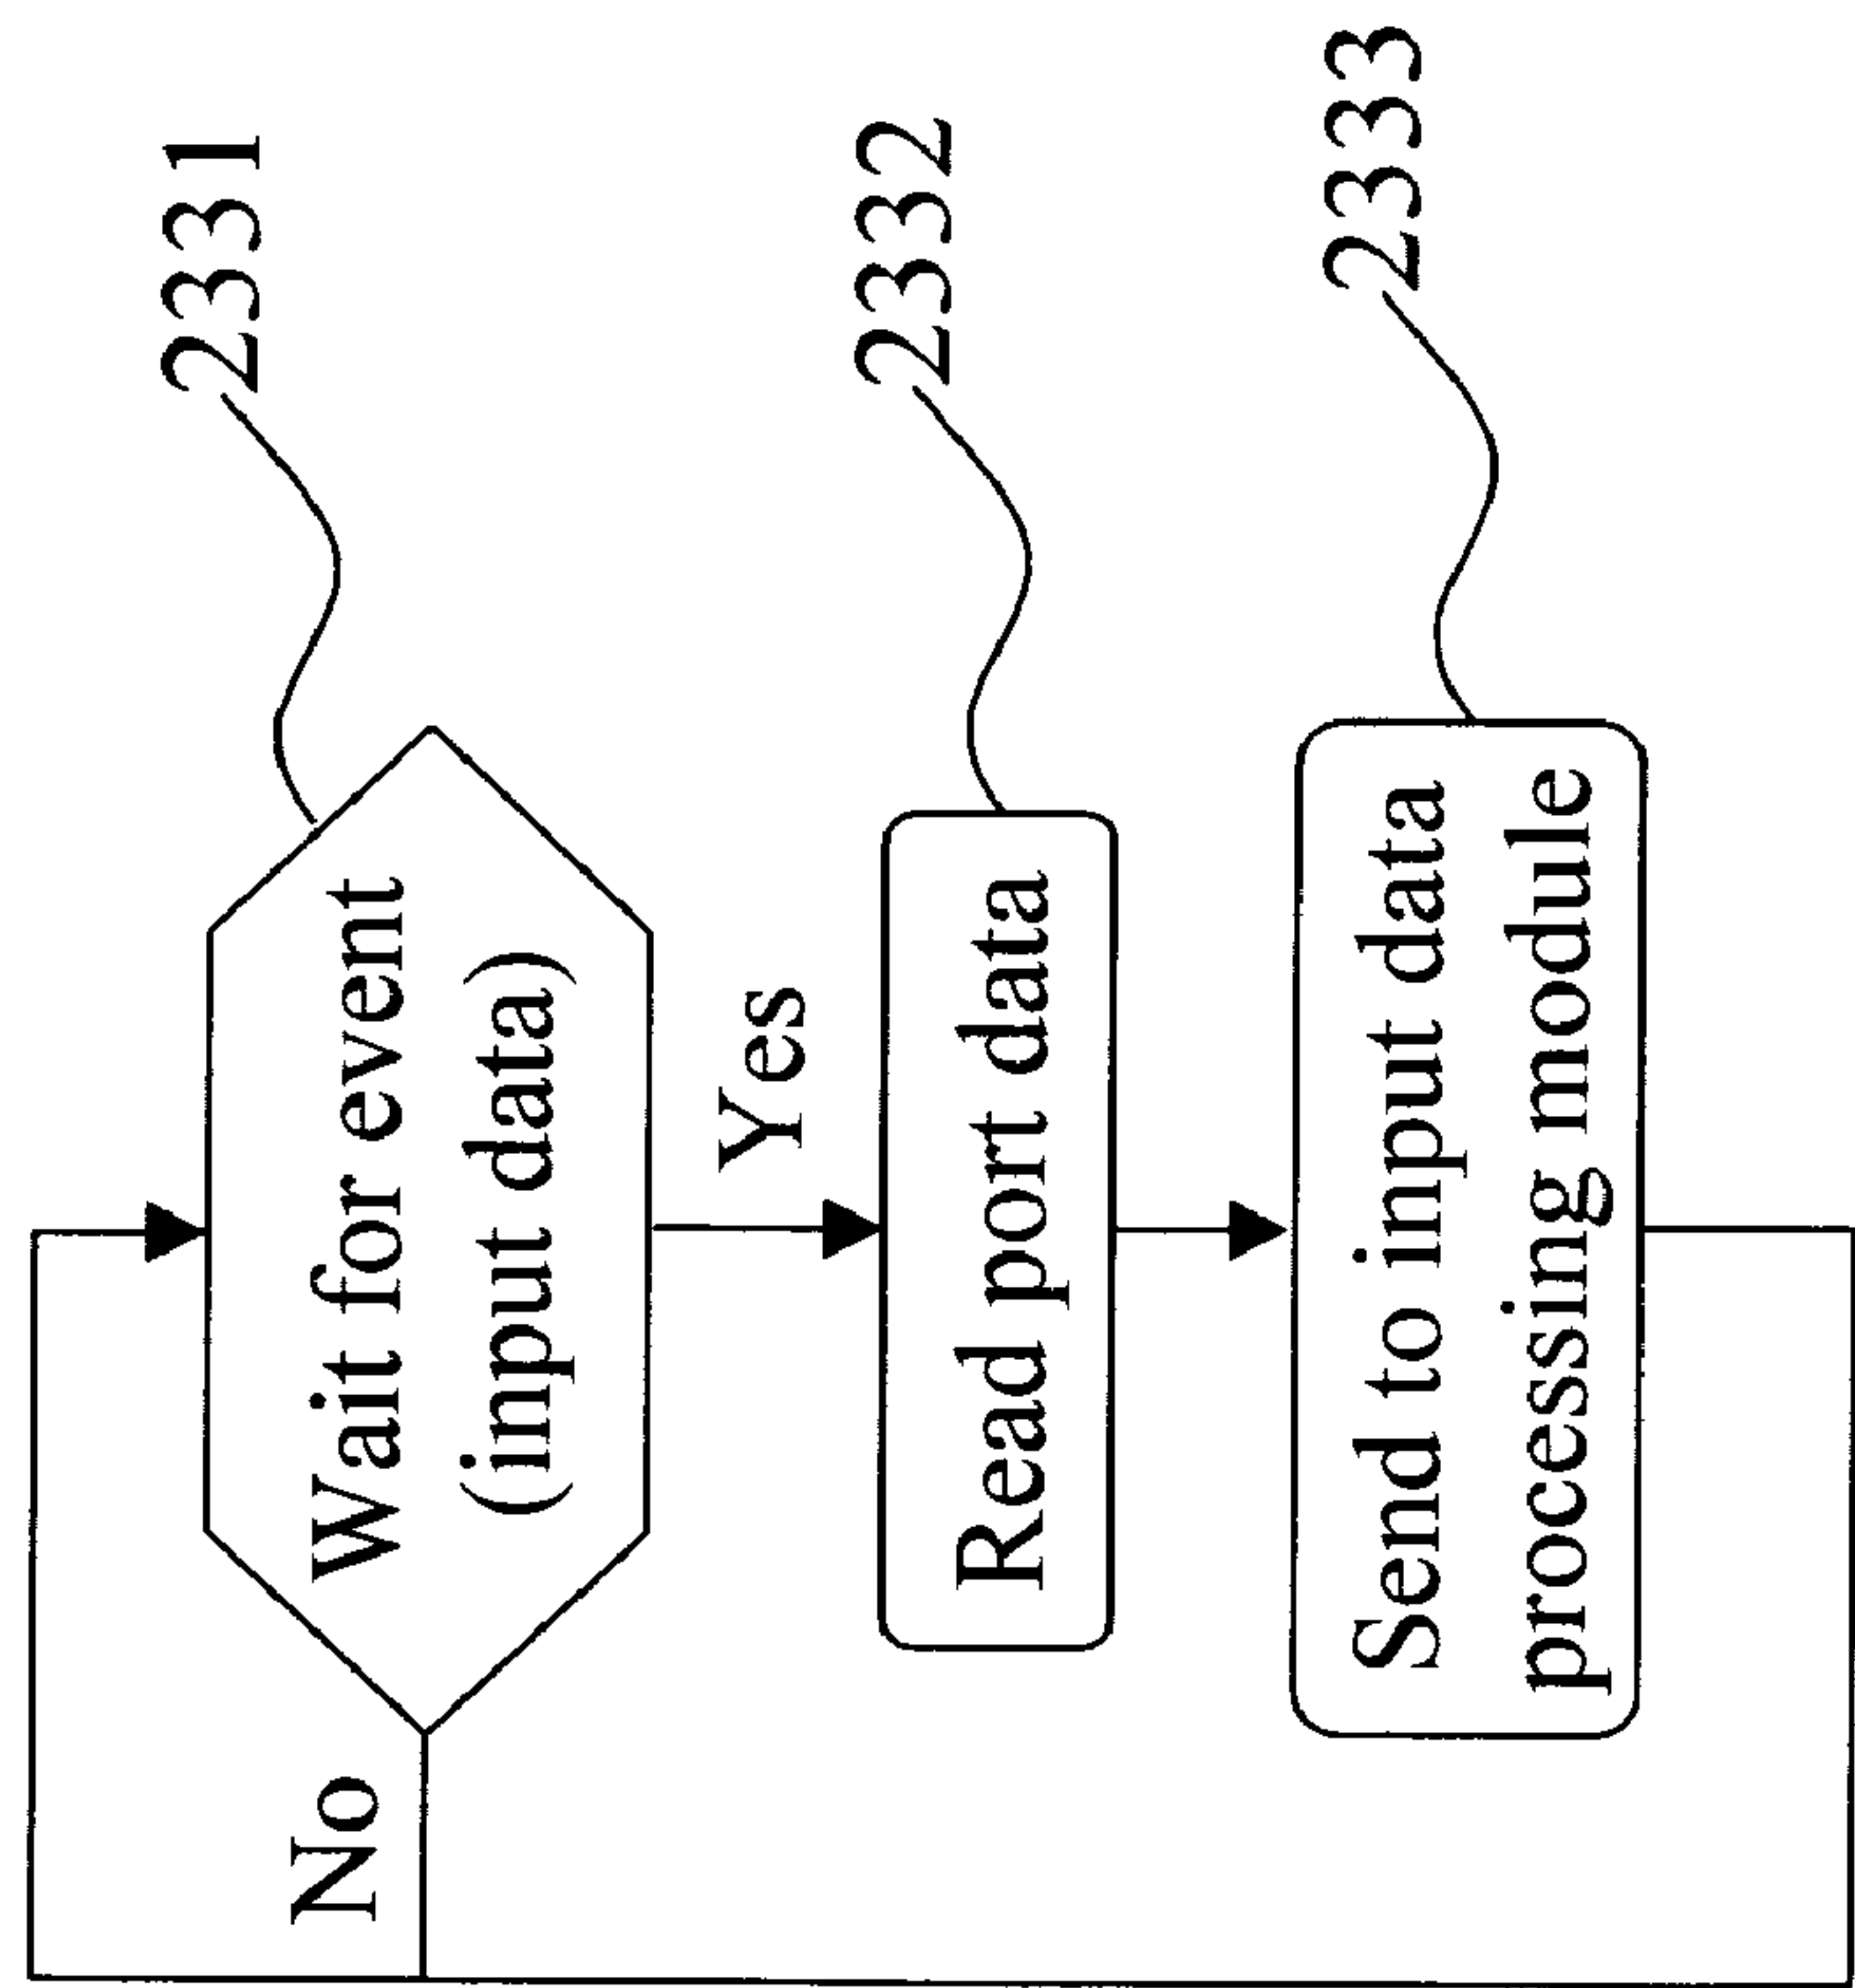 Wait for event
(input data)
2331
No
Yes
Read port data
2332
Send to input data
processing module
2333